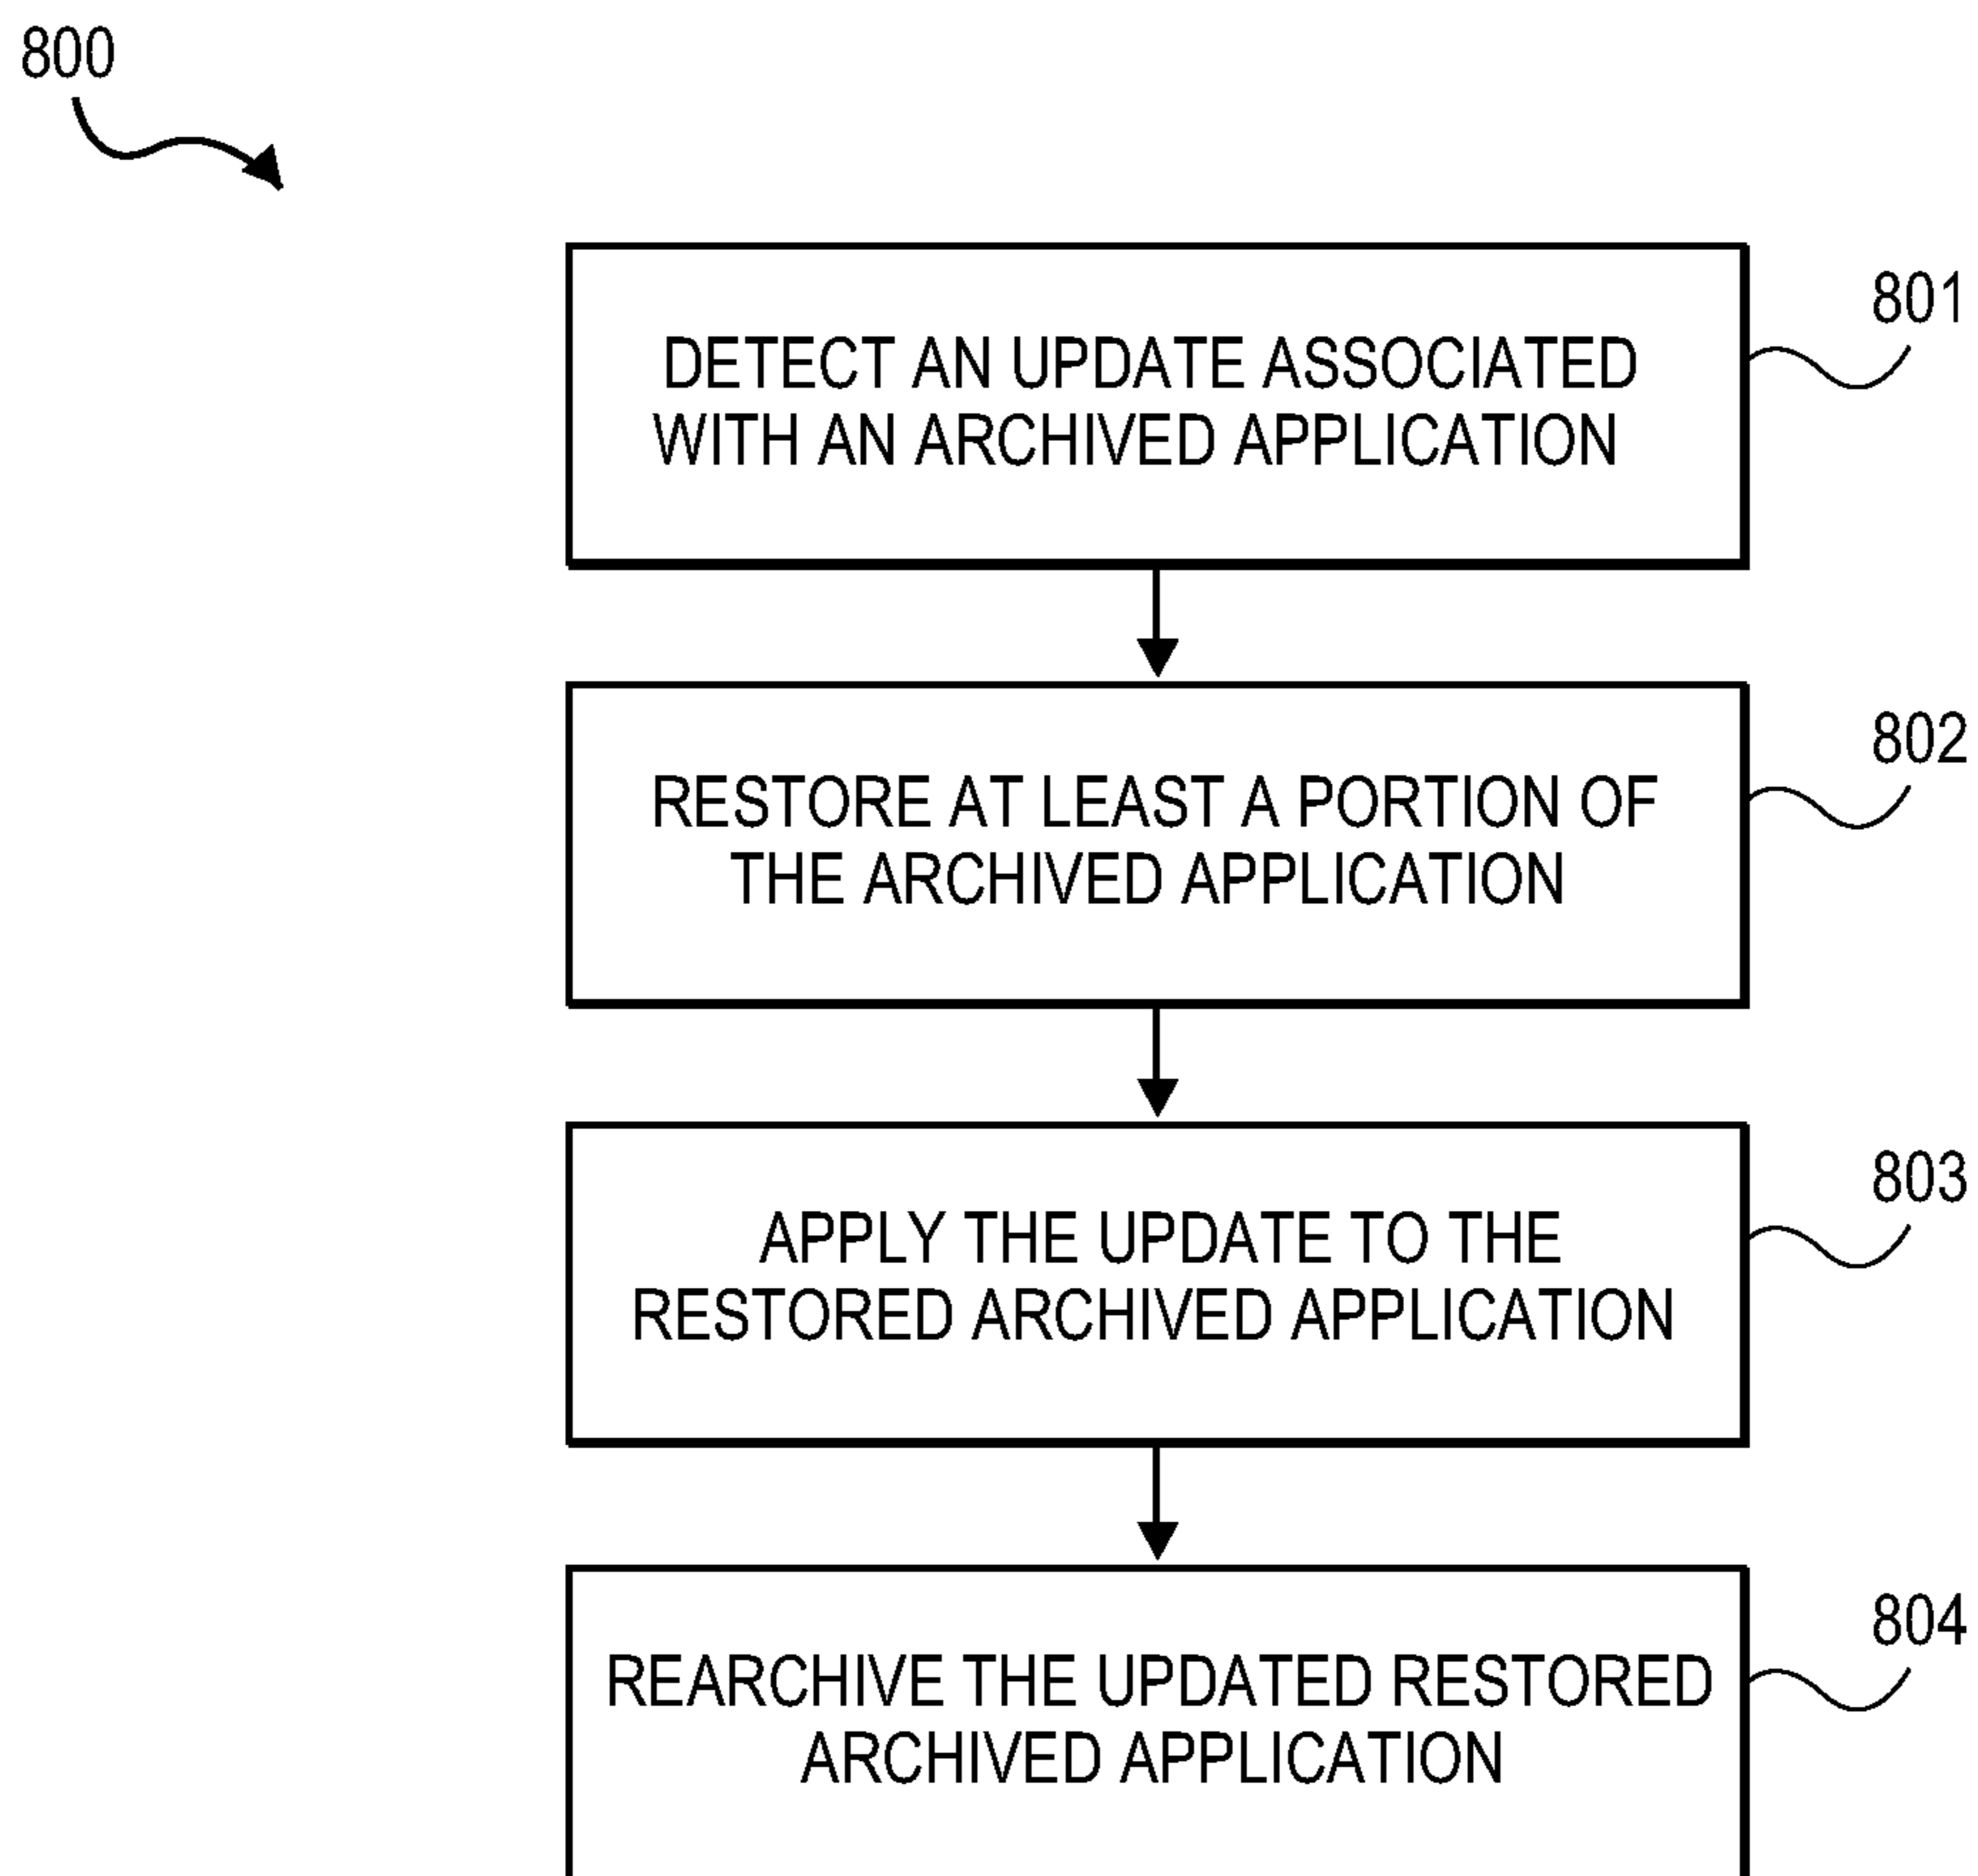 800
DETECT AN UPDATE ASSOCIATED
WITH AN ARCHIVED APPLICATION
801
RESTORE AT LEAST A PORTION OF
THE ARCHIVED APPLICATION
802
APPLY THE UPDATE TO THE
RESTORED ARCHIVED APPLICATION
803
REARCHIVE THE UPDATED RESTORED
ARCHIVED APPLICATION
804